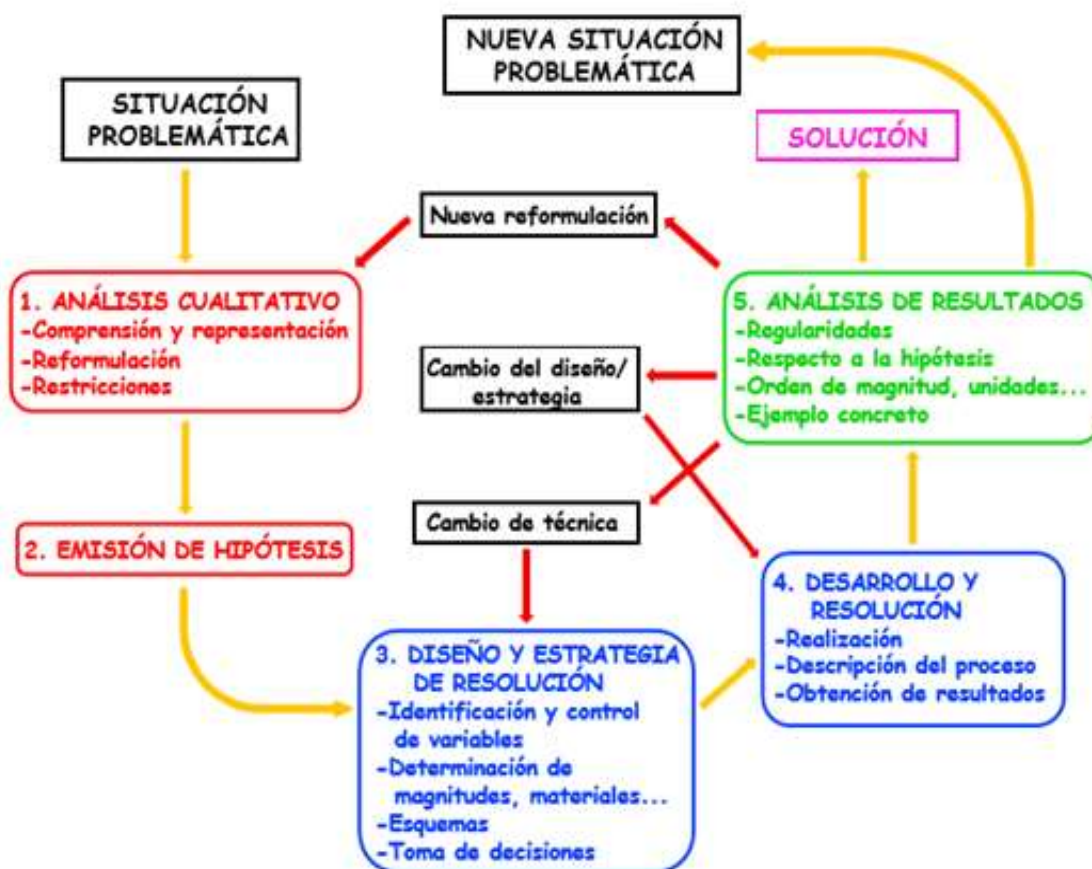 NUEVA SITUACIÓN
PROBLEMÁTICA
SITUACIÓN
PROBLEMÁTICA
SOLUCIÓN
Nueva reformulación
1. ANÁLISIS CUALITATIVO
-Comprensión y representación
-Reformulación
-Restricciones
5. ANÁLISIS DE RESULTADOS
-Regularidades
-Respecto a la hipótesis
-Orden de magnitud, unidades...
-Ejemplo concreto
Cambio del diseño/
estrategia
Cambio de técnica
2. EMISIÓN DE HIPÓTESIS
4. DESARROLLO Y
RESOLUCIÓN
-Realización
-Descripción del proceso
-Obtención de resultados
3. DISEÑO Y ESTRATEGIA
DE RESOLUCIÓN
-Identificación y control
de variables
-Determinación de
magnitudes, materiales...
-Esquemas
-Toma de decisiones